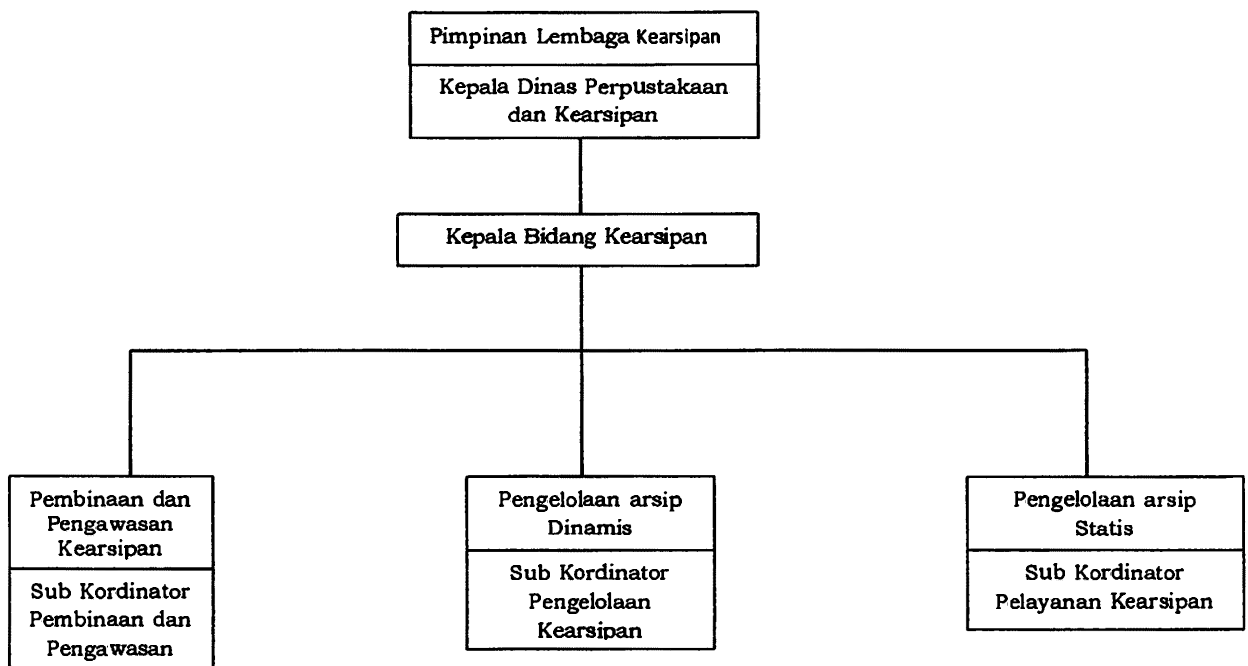 Pimpinan Lembaga Kearsipan
Kepala Dinas Perpustakaan
dan Kearsipan
Kepala Bidang Kearsipan
Pembinaan dan
Pengawasan
Kearsipan
Sub Kordinator
Pembinaan dan
Pengawasan
Pengelolaan arsip
Dinamis
Sub Kordinator
Pengelolaan
Kearsipan
Pengelolaan arsip
Statis
Sub Kordinator
Pelayanan Kearsipan